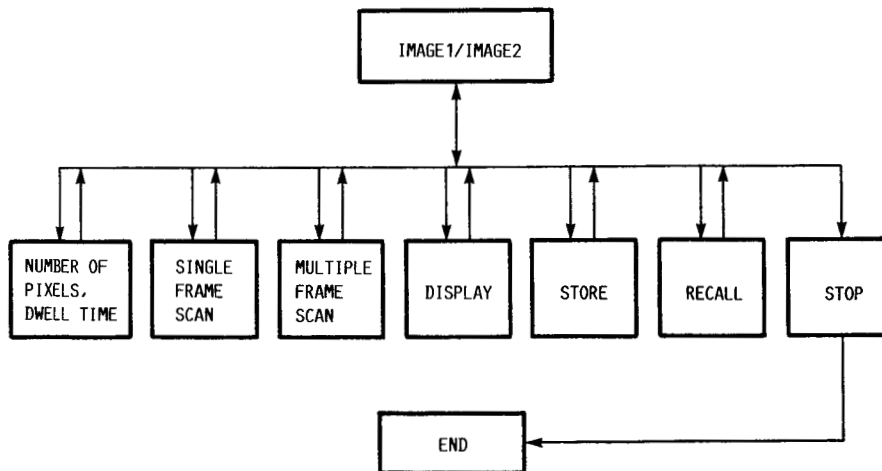 IMAGE1/IMAGE2
NUMBER OF
PIXELS,
DWELL TIME
SINGLE
FRAME
SCAN
MULTIPLE
FRAME
SCAN
DISPLAY
STORE
RECALL
STOP
END